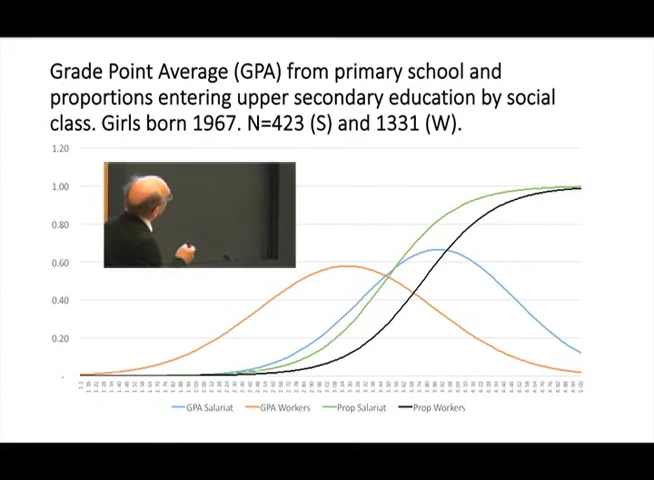 Grade Point Average (GPA) from primary school and
proportions entering upper secondary education by social
class. Girls born 1967. N=423 (S) and 1331 (W).
1.20
1.00
0.80
0.60
0.40
0.20
-
GPA Salariat GPA Workers Prop Salariat Prop Workers